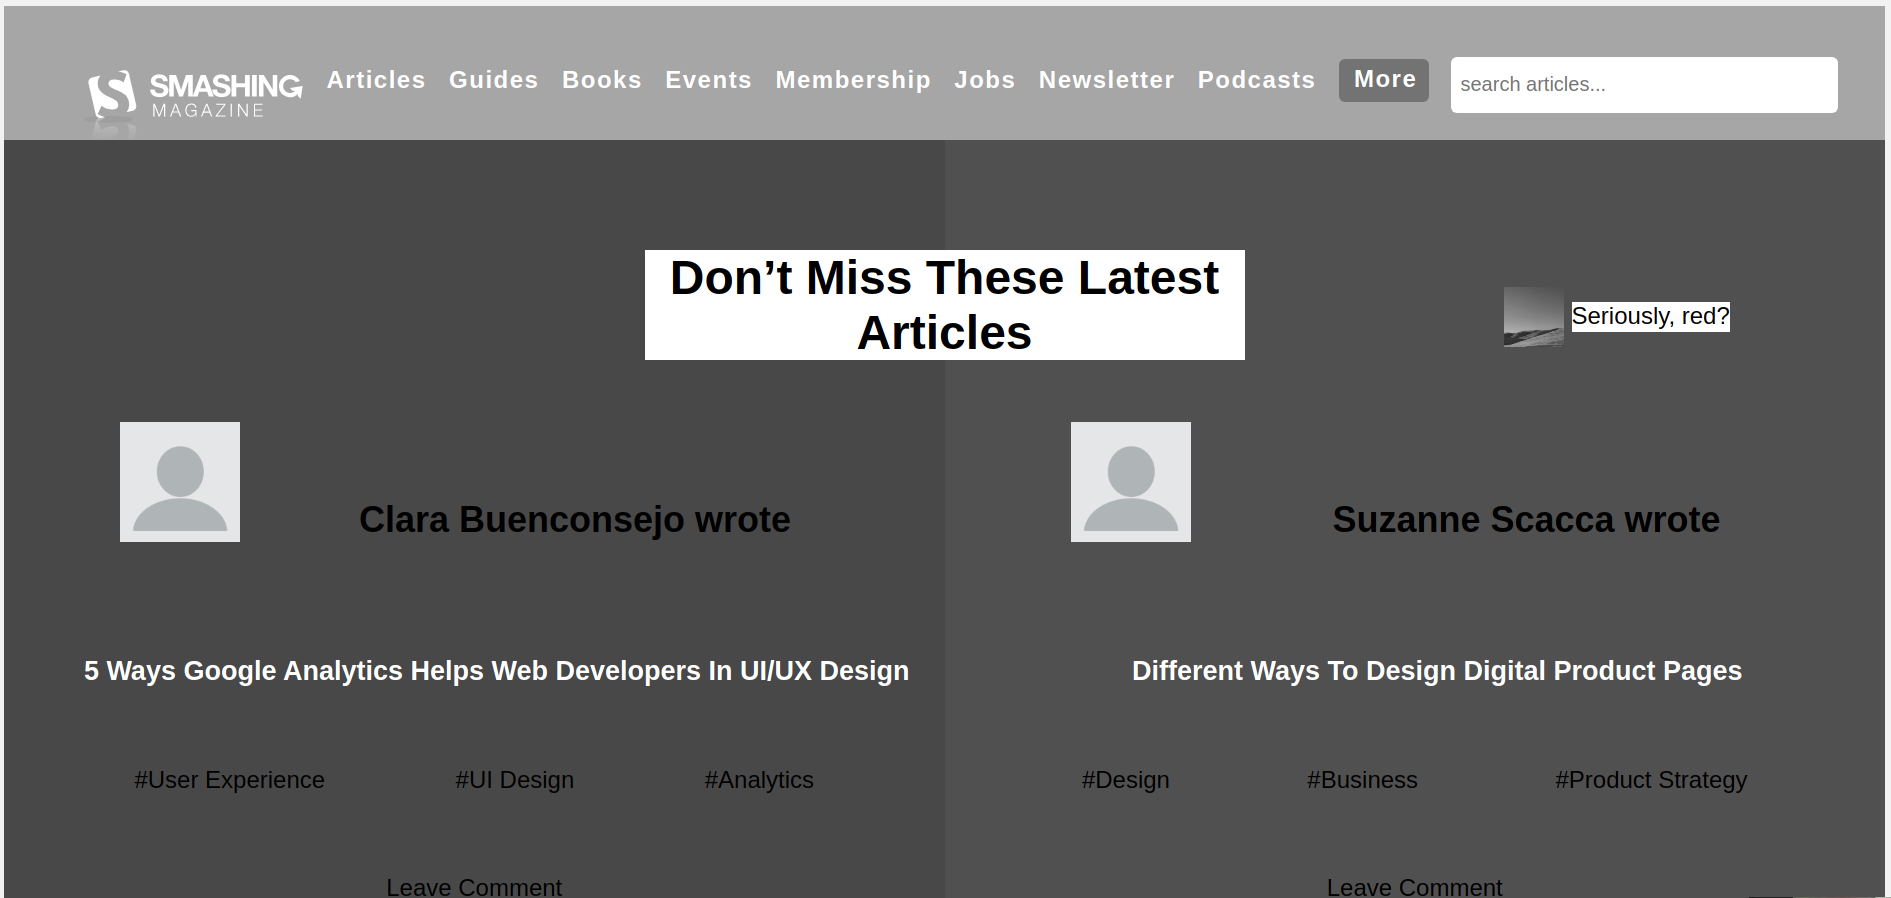 SMASHING
MAGAZINE
Articles Guides Books Events Membership Jobs Newsletter Podcasts More search articles...
Don’t Miss These Latest
Articles
Seriously, red?
Clara Buenconsejo wrote
Suzanne Scacca wrote
5 Ways Google Analytics Helps Web Developers In UI/UX Design
Different Ways To Design Digital Product Pages
#User Experience #UI Design #Analytics
#Design #Business #Product Strategy
Leave Comment
Leave Comment